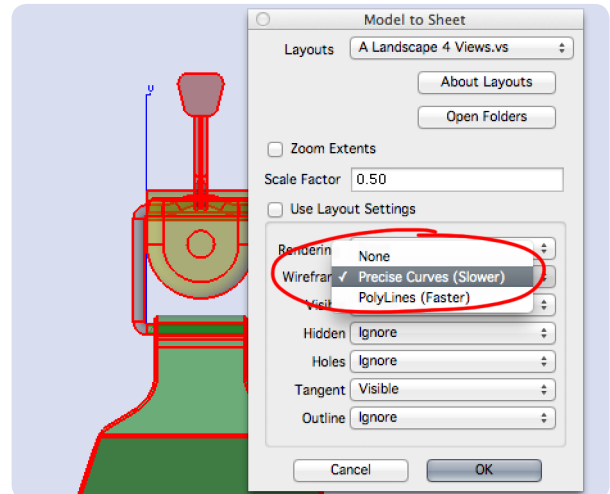 Model to Sheet
Layouts A Landscape 4 Views.vs
About Layouts
Open Folders
Zoom Extents
Scale Factor 0.50
Use Layout Settings
None
Precise Curves (Slower)
PolyLines (Faster)
Hidden Ignore
Holes Ignore
Tangent Visible
Outline Ignore
Cancel OK